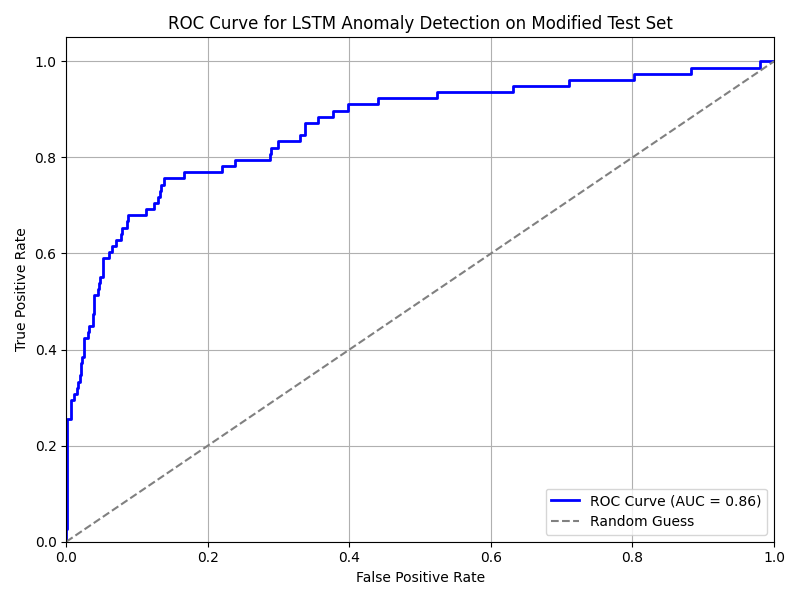 ROC Curve for LSTM Anomaly Detection on Modified Test Set
1.0
0.8
0.6
0.4
0.2
0.0
True Positive Rate
ROC Curve (AUC = 0.86)
Random Guess
0.0 0.2 0.4 0.6 0.8 1.0
False Positive Rate